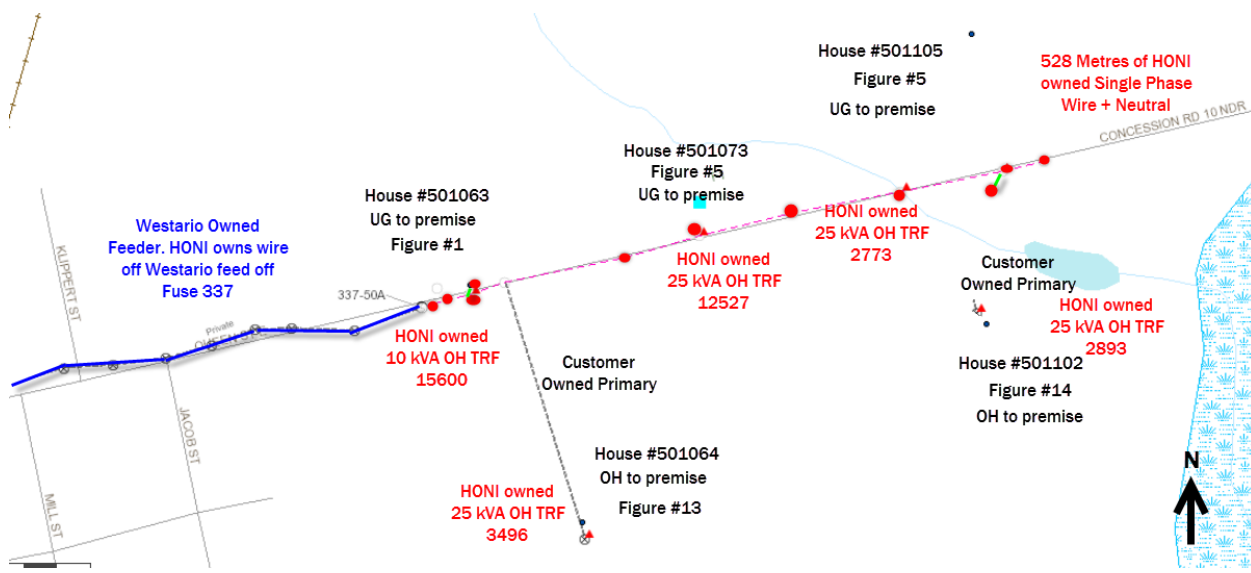 House #501105
Figure #5
UG to premise
528 Metres of HONI
owned Single Phase
Wire + Neutral
CONCESSION RD 10 NDR
House #501073
Figure #5
UG to premise
House #501063
UG to premise
Figure #1
Westario Owned
Feeder. HONI owns wire
off Westario feed off
Fuse 337
KLIPPERT ST
337-50A
Private
HONI owned
25 kVA OH TRF
2773
HONI owned
25 kVA OH TRF
12527
Customer
Owned Primary
HONI owned
25 kVA OH TRF
2893
HONI owned
10 kVA OH TRF
15600
Customer
Owned Primary
House #501102
Figure #14
OH to premise
JACOB ST
MILL ST
House #501064
OH to premise
Figure #13
HONI owned
25 kVA OH TRF
3496
N